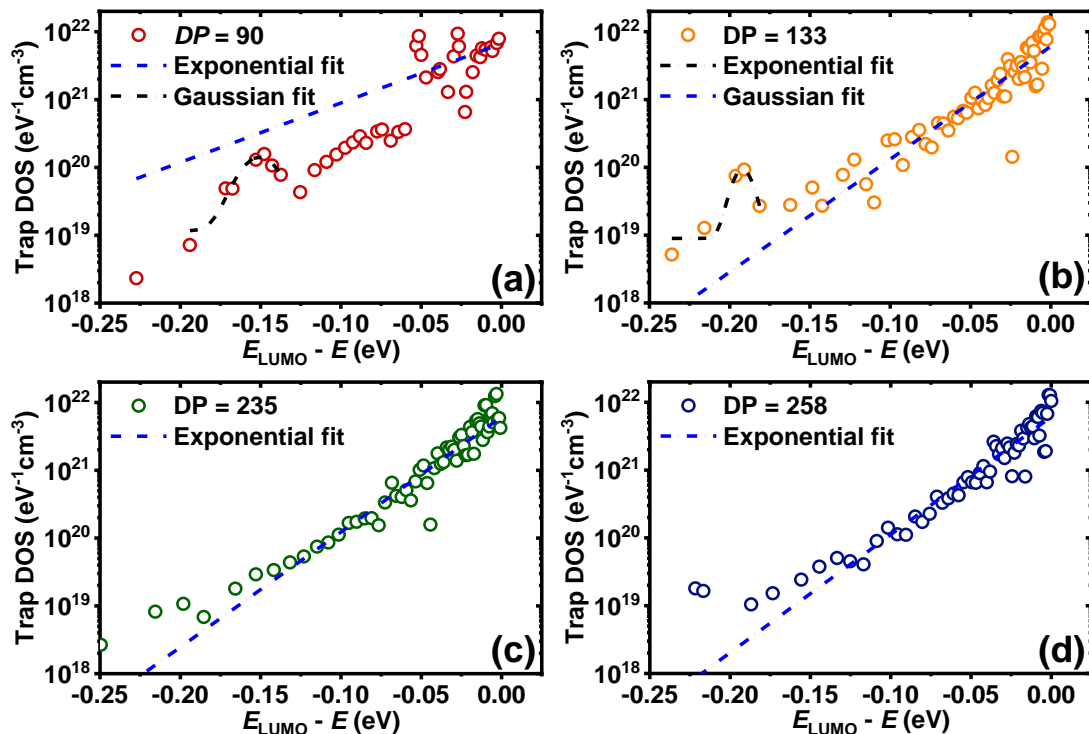 DP = 90
Exponential fit
Gaussian fit
(a)
10²²
10²¹
10²⁰
10¹⁹
10¹⁸
Trap DOS (eV⁻¹cm⁻³)
-0.25 -0.20 -0.15 -0.10 -0.05 0.00
E_LUMO - E (eV)
DP = 133
Exponential fit
Gaussian fit
(b)
10²²
10²¹
10²⁰
10¹⁹
10¹⁸
Trap DOS (eV⁻¹cm⁻³)
-0.25 -0.20 -0.15 -0.10 -0.05 0.00
E_LUMO - E (eV)
DP = 235
Exponential fit
(c)
10²²
10²¹
10²⁰
10¹⁹
10¹⁸
Trap DOS (eV⁻¹cm⁻³)
-0.25 -0.20 -0.15 -0.10 -0.05 0.00
E_LUMO - E (eV)
DP = 258
Exponential fit
(d)
10²²
10²¹
10²⁰
10¹⁹
10¹⁸
Trap DOS (eV⁻¹cm⁻³)
-0.25 -0.20 -0.15 -0.10 -0.05 0.00
E_LUMO - E (eV)